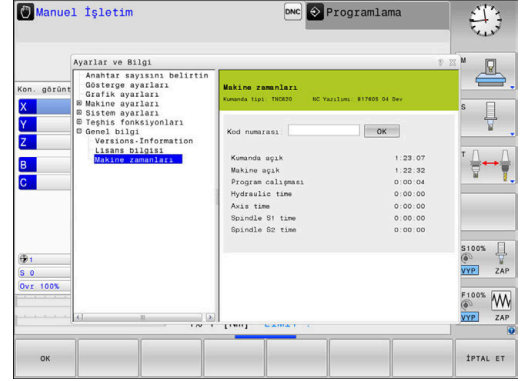 Manuel İşletim
DNC
Programlama
Ayarlar ve Bilgi
Anahtar sayısını belirtin
Gösterge ayarları
Grafik ayarları
Makine ayarları
Sistem ayarları
Teşhis fonksiyonları
Genel bilgi
Versions-Information
Lisans bilgisi
Makine zamanları
Makine zamanları
Kumanda tipi: TNC620 NC Yazılımı: 817605 04 Dev
Kod numarası:
OK
Kumanda açık 1:23:07
Makine açık 1:22:32
Program çalışması 0:00:04
Hydraulic time 0:00:00
Axis time 0:00:00
Spindle S1 time 0:00:00
Spindle S2 time 0:00:00
Kon. görünt
X
Y
Z
B
C
1
S 0
Ovr 100%
M
S
T
S100%
VYP ZAP
F100%
VYP ZAP
OK
İPTAL ET